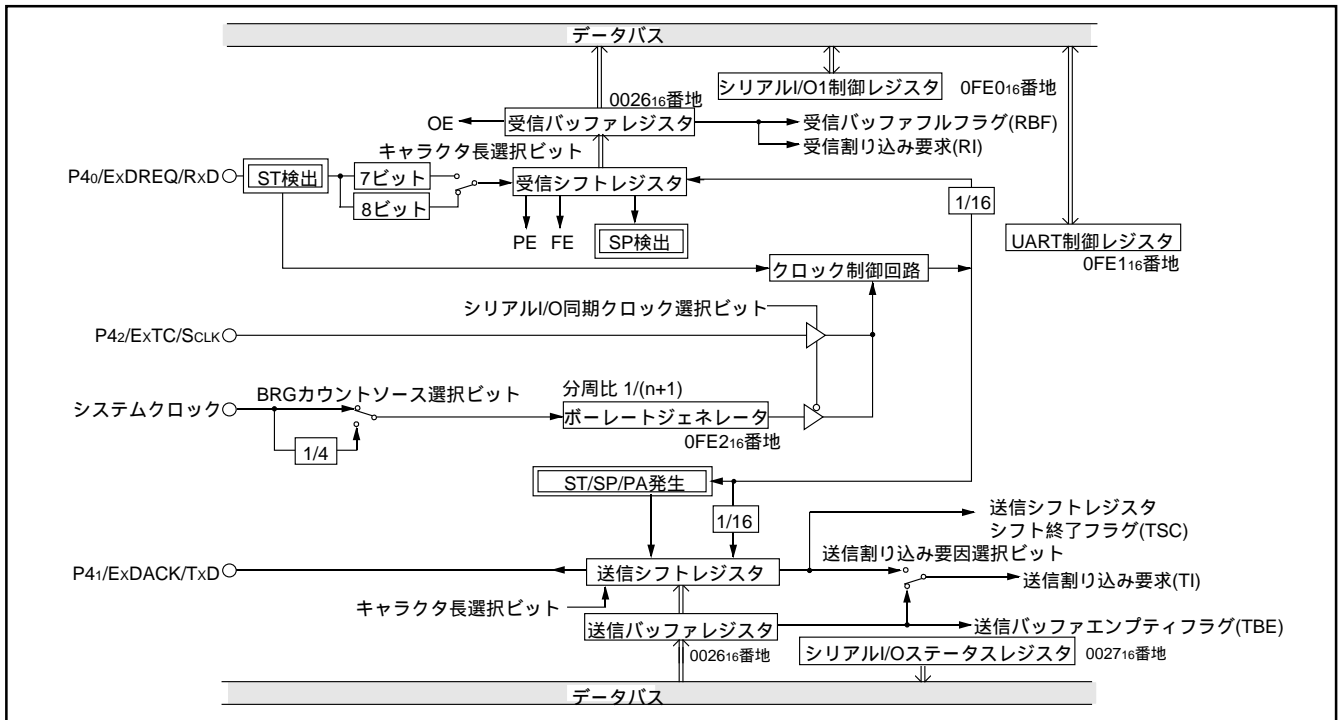 データバス
シリアルI/O1制御レジスタ 0FE016番地
002616番地
OE 受信バッファレジスタ 受信バッファフルフラグ(RBF)
受信割り込み要求(RI)
キャラクタ長選択ビット
P40/EXDREQ/RXD ST検出 7ビット 受信シフトレジスタ
8ビット
1/16
PE FE SP検出
UART制御レジスタ
0FE116番地
クロック制御回路
シリアルI/O同期クロック選択ビット
P42/EXTC/SCLK
BRGカウントソース選択ビット 分周比 1/(n+1)
システムクロック ボーレートジェネレータ
0FE216番地
1/4
ST/SP/PA発生
1/16
送信シフトレジスタ
シフト終了フラグ(TSC)
送信割り込み要因選択ビット
P41/EXDACK/TXD 送信シフトレジスタ 送信割り込み要求(TI)
キャラクタ長選択ビット
送信バッファレジスタ 送信バッファエンプティフラグ(TBE)
002616番地 シリアルI/Oステータスレジスタ 002716番地
データバス